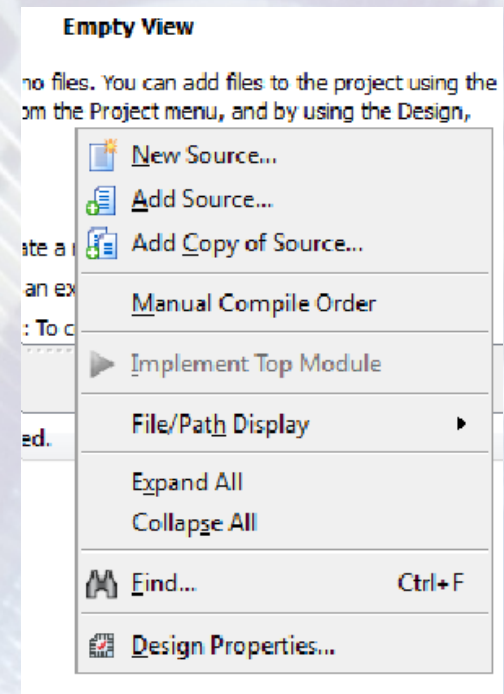 Empty View
no files. You can add files to the project using the
om the Project menu, and by using the Design,
New Source...
Add Source...
ate a
Add Copy of Source...
an ex
Manual Compile Order
: To c
Implement Top Module
File/Path Display
ed.
Expand All
Collapse All
Find... Ctrl+F
Design Properties...